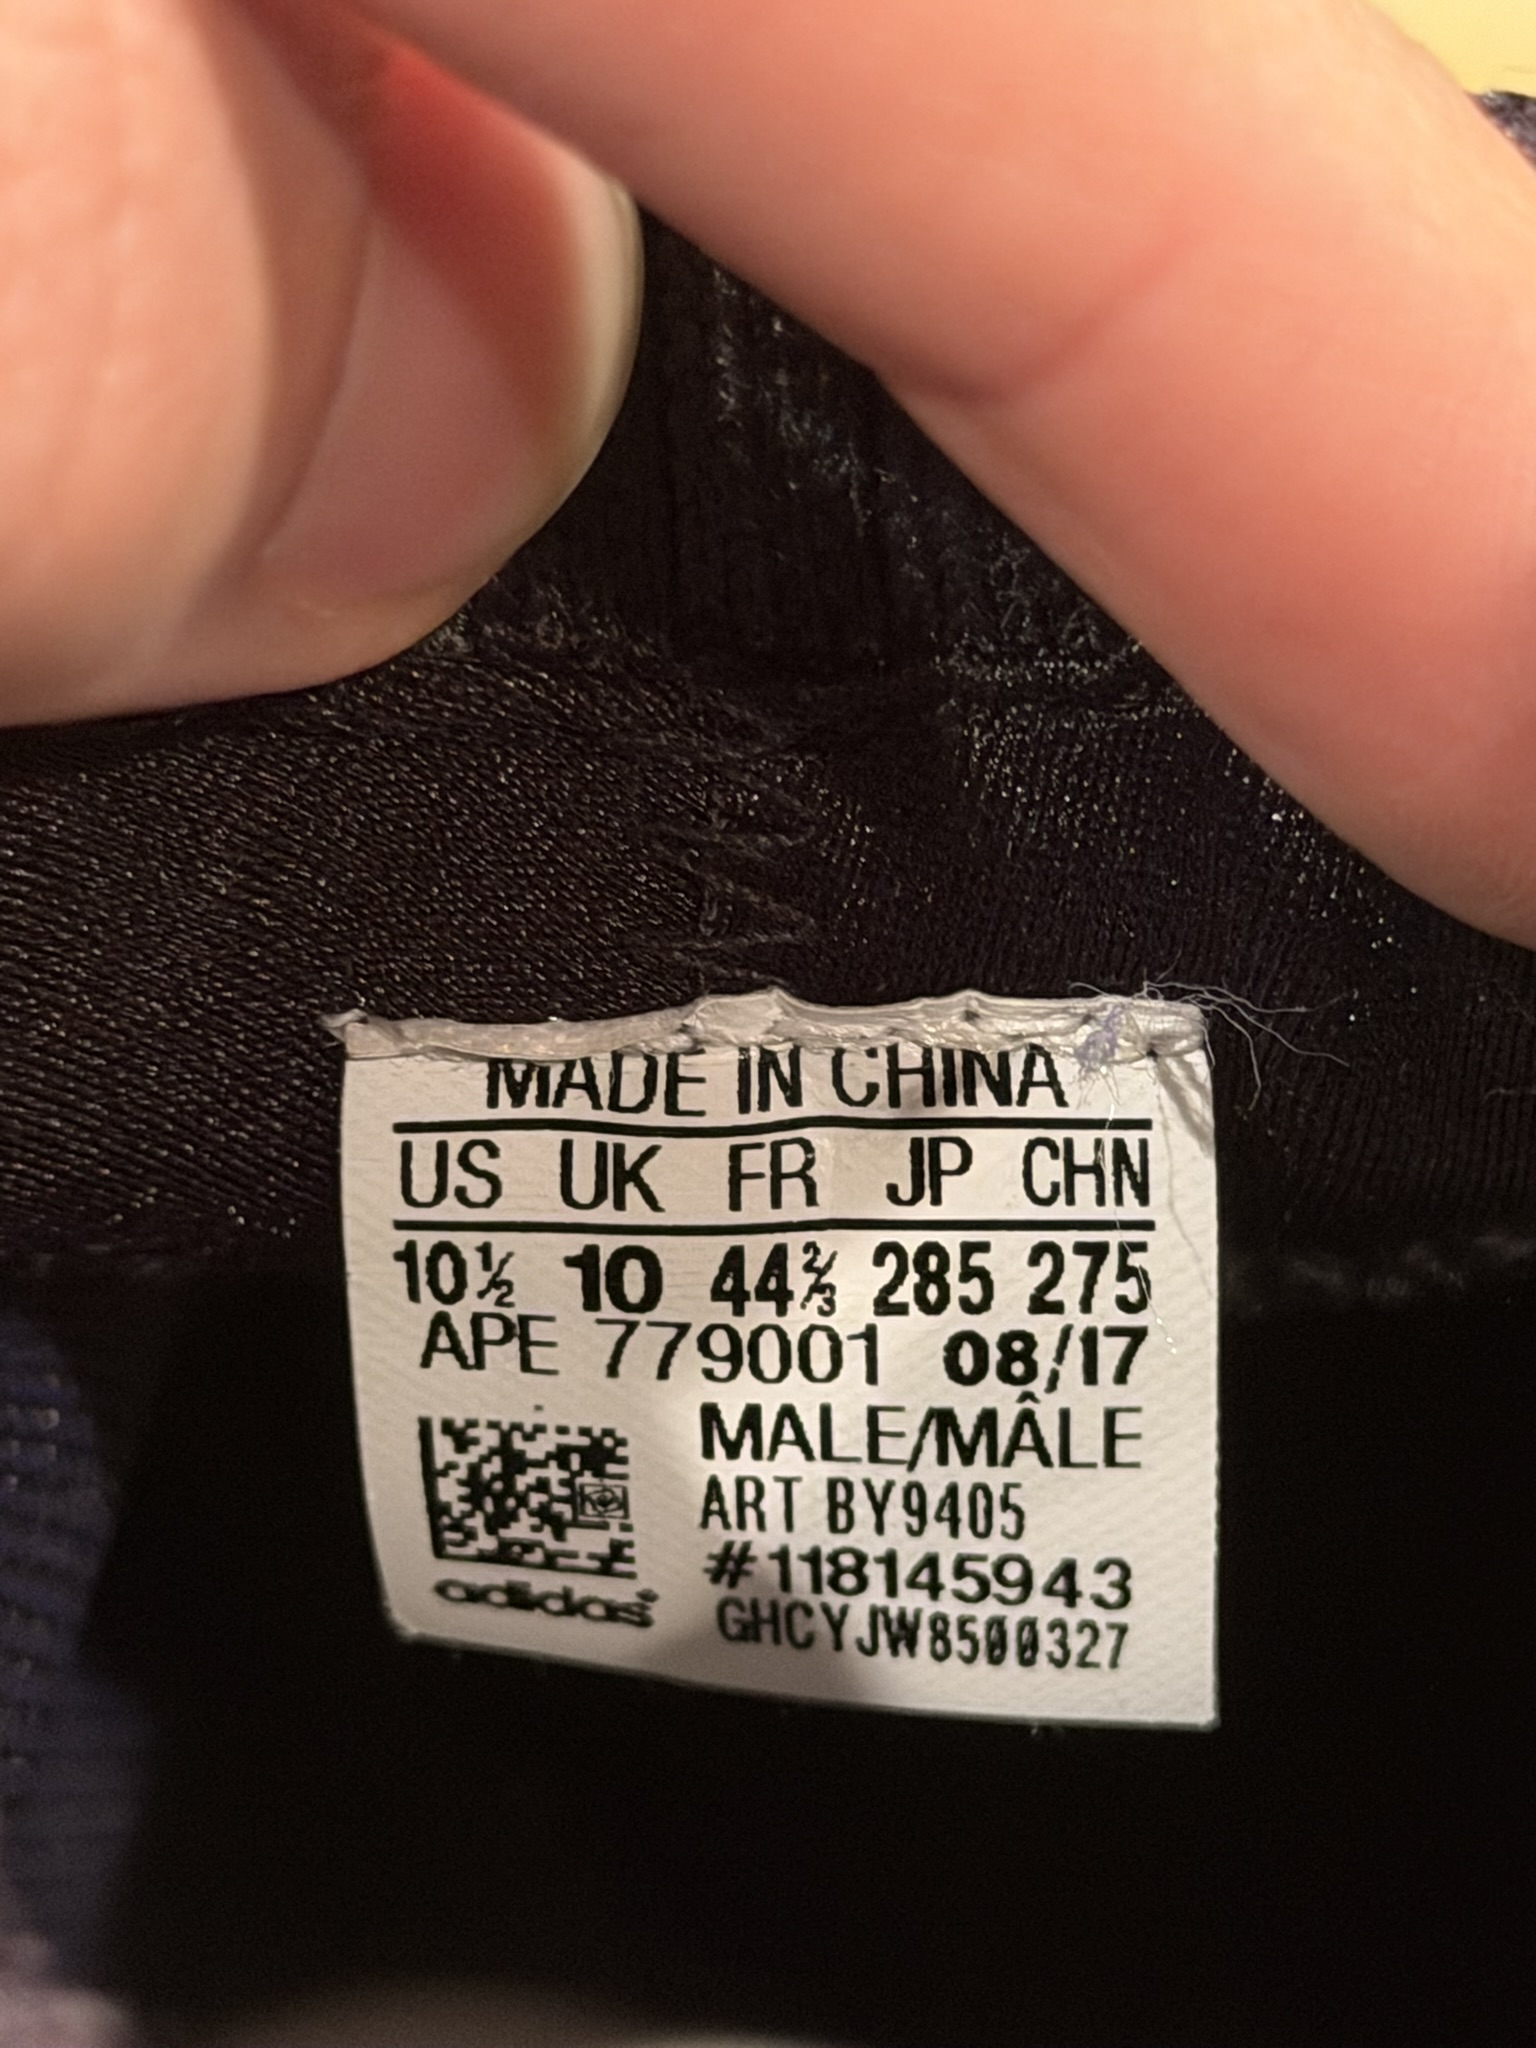 MADE IN CHINA
US UK FR JP CHN
10½ 10 44⅔ 285 275
APE 779001 08/17
MALE/MÂLE
ART BY9405
#118145943
GHCYJW8500327
adidas